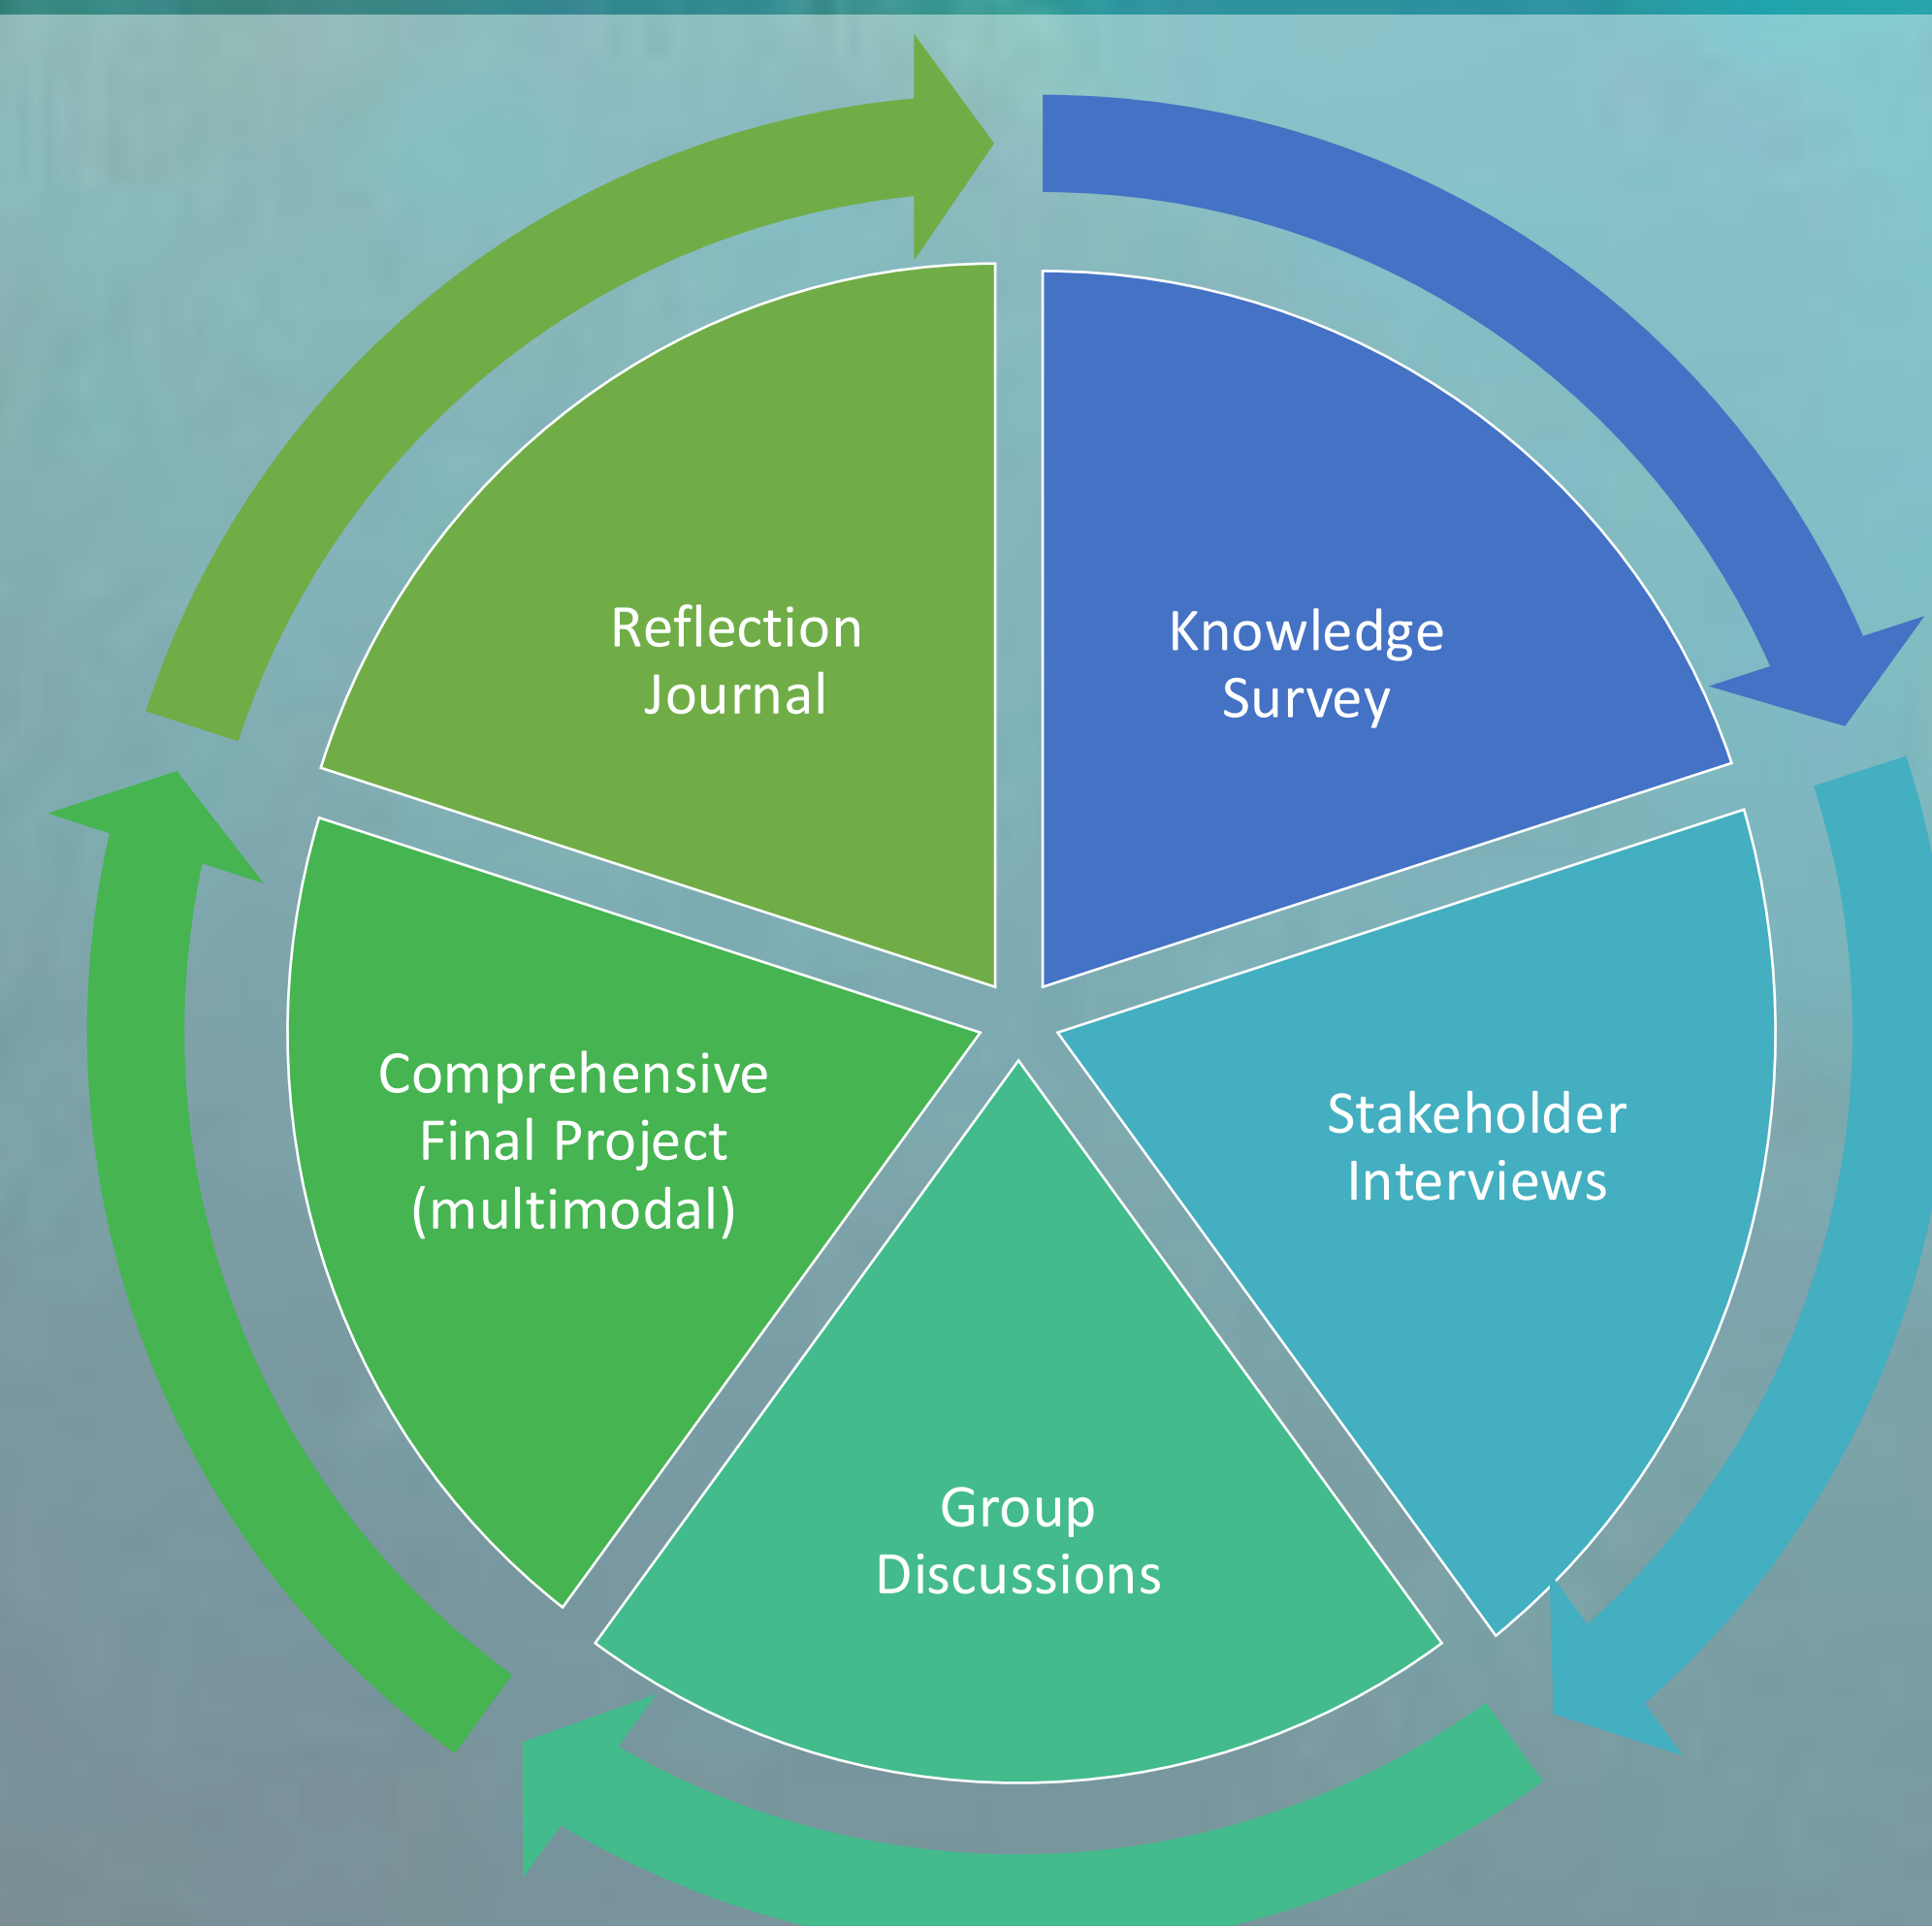 Knowledge
Survey
Stakeholder
Interviews
Group
Discussions
Comprehensive
Final Project
(multimodal)
Reflection
Journal